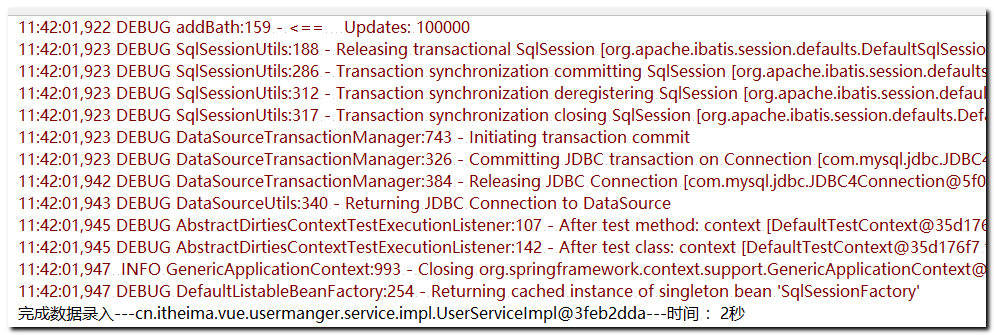 11:42:01,922 DEBUG addBath:159 - <==    Updates: 100000
11:42:01,923 DEBUG SqlSessionUtils:188 - Releasing transactional SqlSession [org.apache.ibatis.session.defaults.DefaultSqlSessio
11:42:01,923 DEBUG SqlSessionUtils:286 - Transaction synchronization committing SqlSession [org.apache.ibatis.session.defaults
11:42:01,923 DEBUG SqlSessionUtils:312 - Transaction synchronization deregistering SqlSession [org.apache.ibatis.session.defaul
11:42:01,923 DEBUG SqlSessionUtils:317 - Transaction synchronization closing SqlSession [org.apache.ibatis.session.defaults.Def
11:42:01,923 DEBUG DataSourceTransactionManager:743 - Initiating transaction commit
11:42:01,923 DEBUG DataSourceTransactionManager:326 - Committing JDBC transaction on Connection [com.mysql.jdbc.JDBC4
11:42:01,942 DEBUG DataSourceTransactionManager:384 - Releasing JDBC Connection [com.mysql.jdbc.JDBC4Connection@5f0
11:42:01,943 DEBUG DataSourceUtils:340 - Returning JDBC Connection to DataSource
11:42:01,945 DEBUG AbstractDirtiesContextTestExecutionListener:107 - After test method: context [DefaultTestContext@35d176
11:42:01,945 DEBUG AbstractDirtiesContextTestExecutionListener:142 - After test class: context [DefaultTestContext@35d176f7
11:42:01,947  INFO GenericApplicationContext:993 - Closing org.springframework.context.support.GenericApplicationContext@
11:42:01,947 DEBUG DefaultListableBeanFactory:254 - Returning cached instance of singleton bean 'SqlSessionFactory'
完成数据录入---cn.itheima.vue.usermanger.service.impl.UserServiceImpl@3feb2dda---时间 : 2秒